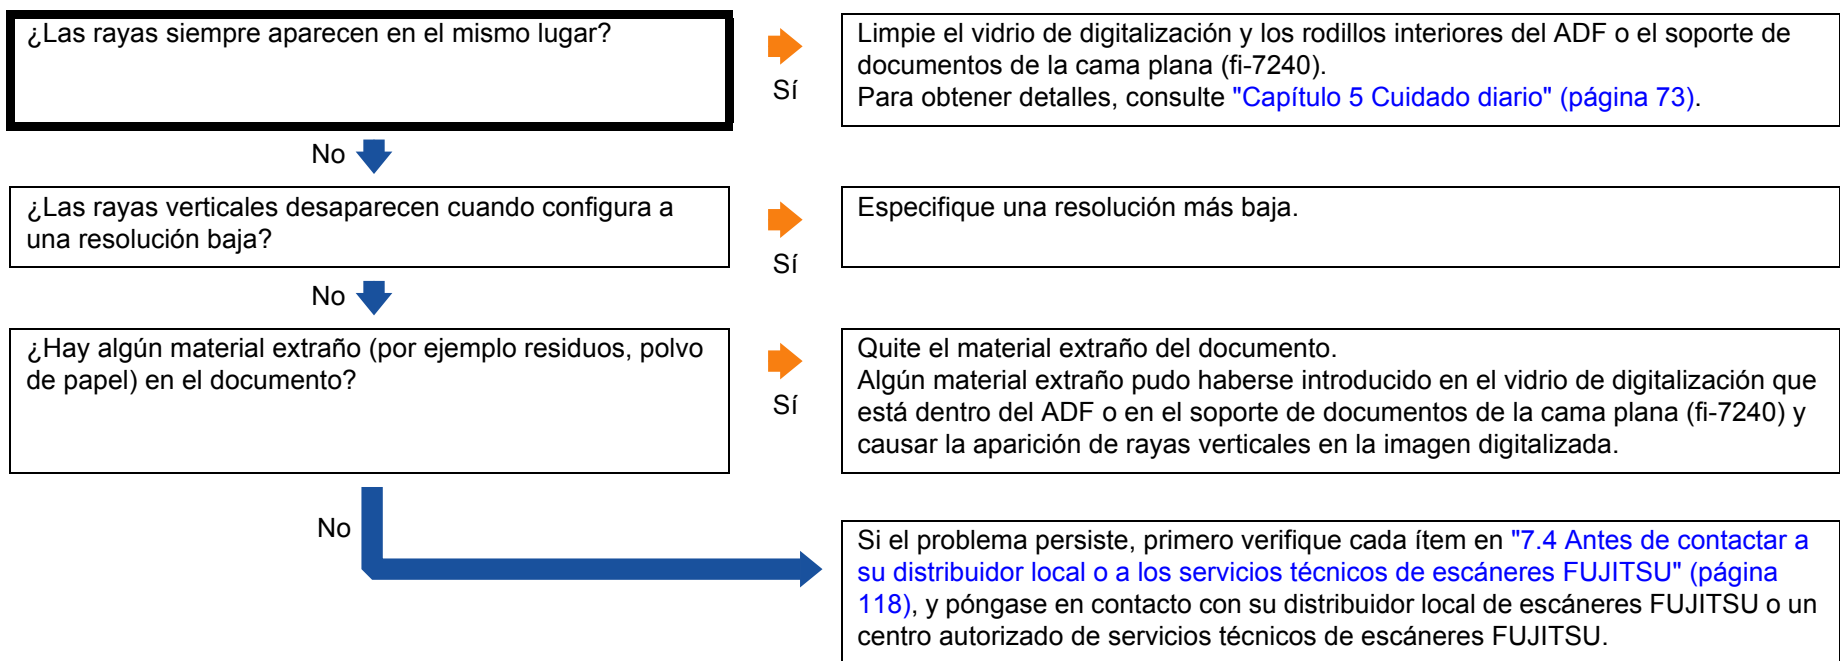 ¿Las rayas siempre aparecen en el mismo lugar?
Sí
Limpie el vidrio de digitalización y los rodillos interiores del ADF o el soporte de
documentos de la cama plana (fi-7240).
Para obtener detalles, consulte "Capítulo 5 Cuidado diario" (página 73).
No
¿Las rayas verticales desaparecen cuando configura a
una resolución baja?
Sí
Especifique una resolución más baja.
No
¿Hay algún material extraño (por ejemplo residuos, polvo
de papel) en el documento?
Sí
Quite el material extraño del documento.
Algún material extraño pudo haberse introducido en el vidrio de digitalización que
está dentro del ADF o en el soporte de documentos de la cama plana (fi-7240) y
causar la aparición de rayas verticales en la imagen digitalizada.
No
Si el problema persiste, primero verifique cada ítem en "7.4 Antes de contactar a
su distribuidor local o a los servicios técnicos de escáneres FUJITSU" (página
118), y póngase en contacto con su distribuidor local de escáneres FUJITSU o un
centro autorizado de servicios técnicos de escáneres FUJITSU.